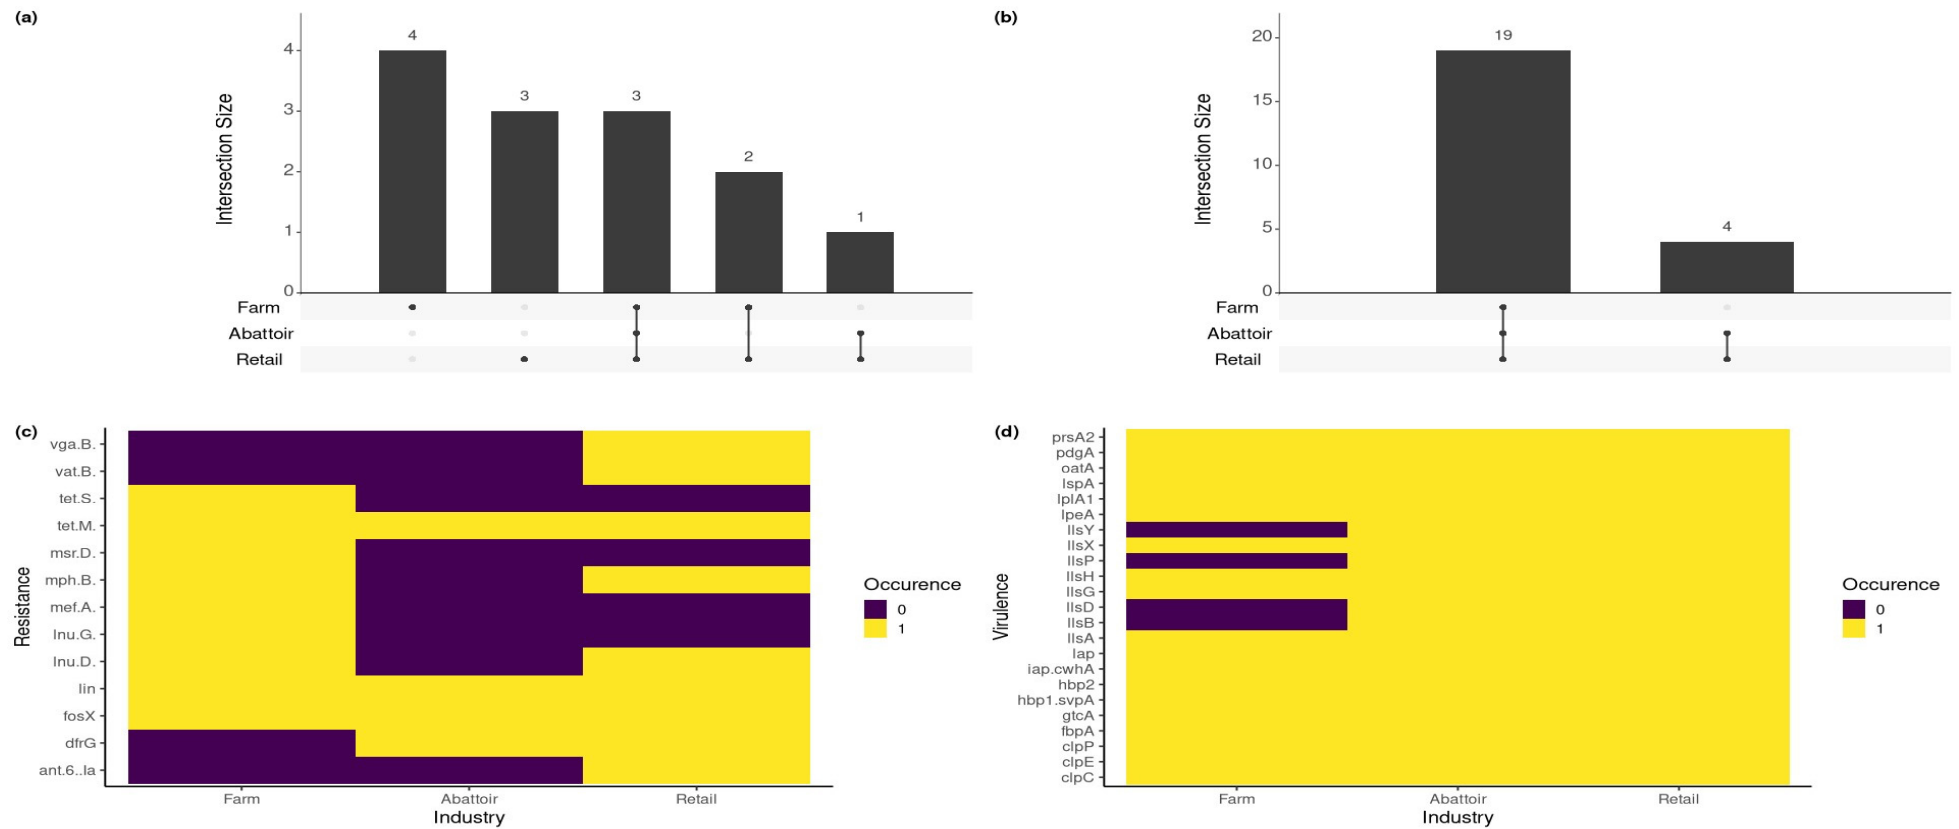 (a)
4
3
3
2
1
Intersection Size
4
3
2
1
0
Farm
Abattoir
Retail
(b)
19
4
Intersection Size
20
15
10
5
0
Farm
Abattoir
Retail
(c)
Resistance
vga.B.
vat.B.
tet.S.
tet.M.
msr.D.
mph.B.
mef.A.
lnu.G.
lnu.D.
lin
fosX
dfrG
ant.6..Ia
Farm Abattoir Retail
Industry
Occurence
0
1
(d)
Virulence
prsA2
pdgA
oatA
lspA
lplA1
lpeA
llsY
llsX
llsP
llsH
llsG
llsD
llsB
llsA
lap
iap.cwhA
hbp2
hbp1.svpA
gtcA
fbpA
clpP
clpE
clpC
Farm Abattoir Retail
Industry
Occurence
0
1